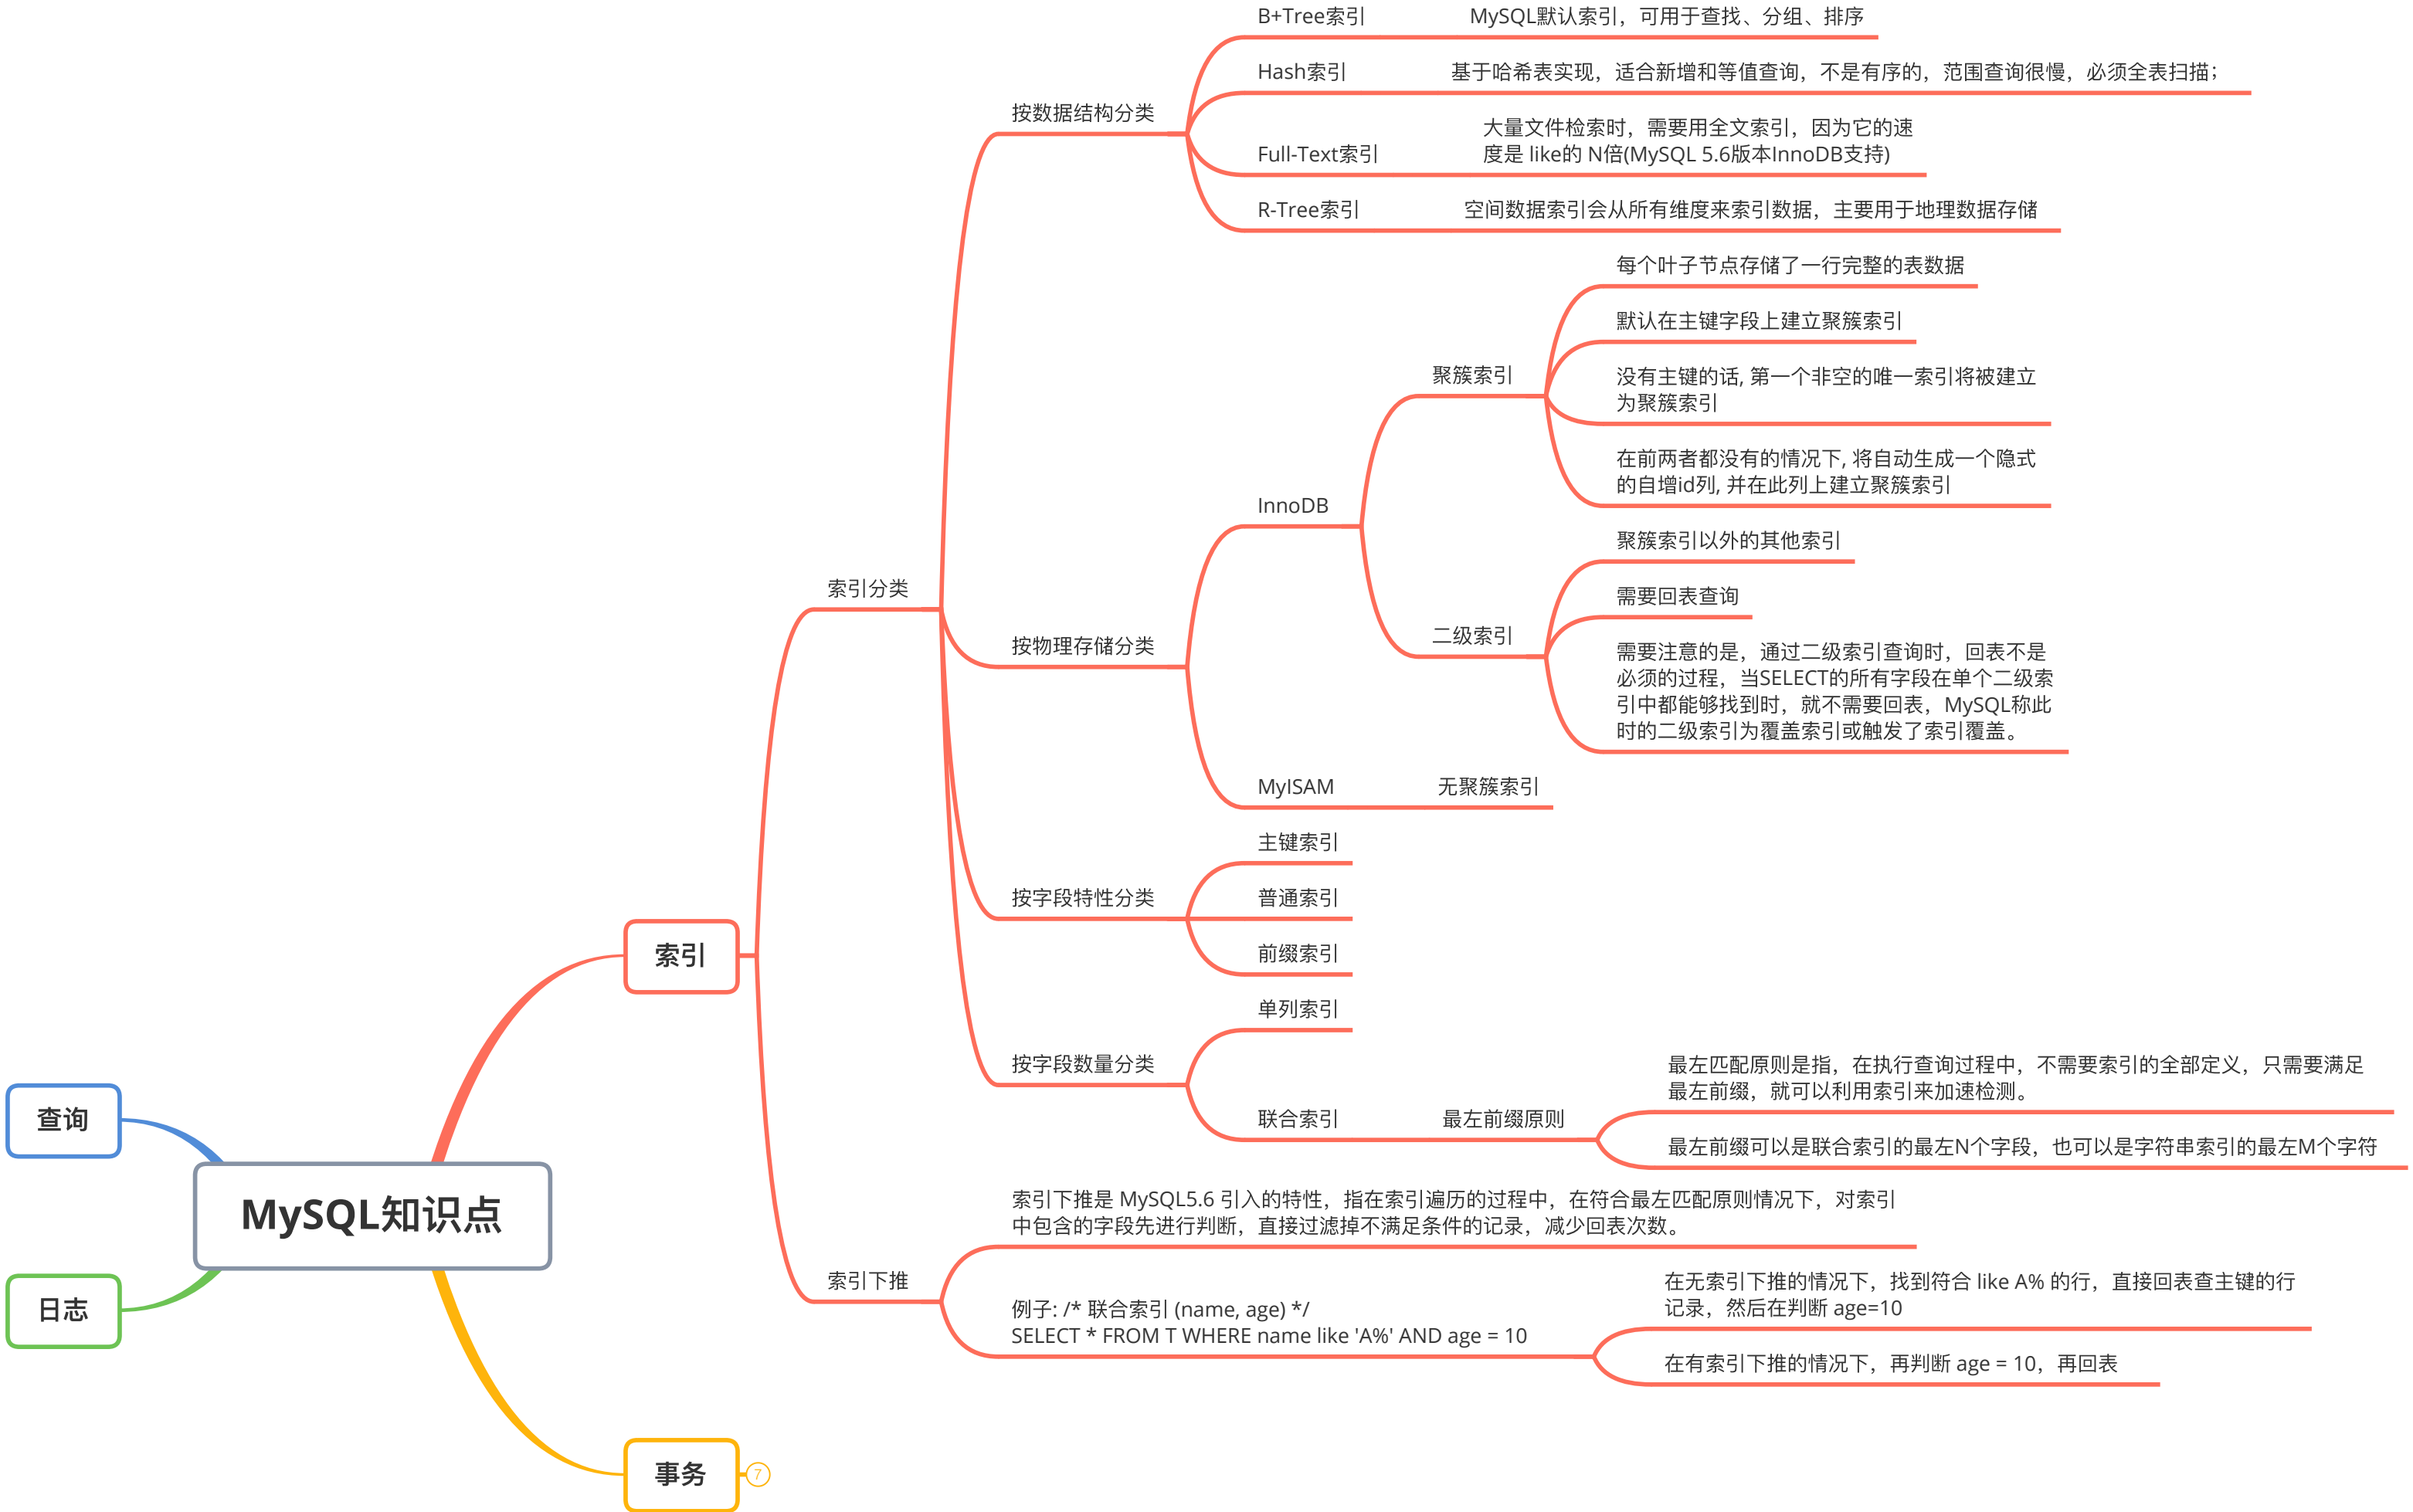 MySQL知识点
索引
索引分类
按数据结构分类
B+Tree索引
MySQL默认索引，可用于查找、分组、排序
Hash索引
基于哈希表实现，适合新增和等值查询，不是有序的，范围查询很慢，必须全表扫描；
Full-Text索引
大量文件检索时，需要用全文索引，因为它的速
度是 like的 N倍(MySQL 5.6版本InnoDB支持)
R-Tree索引
空间数据索引会从所有维度来索引数据，主要用于地理数据存储
按物理存储分类
InnoDB
聚簇索引
每个叶子节点存储了一行完整的表数据
默认在主键字段上建立聚簇索引
没有主键的话, 第一个非空的唯一索引将被建立
为聚簇索引
在前两者都没有的情况下, 将自动生成一个隐式
的自增id列, 并在此列上建立聚簇索引
二级索引
聚簇索引以外的其他索引
需要回表查询
需要注意的是，通过二级索引查询时，回表不是
必须的过程，当SELECT的所有字段在单个二级索
引中都能够找到时，就不需要回表，MySQL称此
时的二级索引为覆盖索引或触发了索引覆盖。
MyISAM
无聚簇索引
按字段特性分类
主键索引
普通索引
前缀索引
按字段数量分类
单列索引
联合索引
最左前缀原则
最左匹配原则是指，在执行查询过程中，不需要索引的全部定义，只需要满足
最左前缀，就可以利用索引来加速检测。
最左前缀可以是联合索引的最左N个字段，也可以是字符串索引的最左M个字符
索引下推
索引下推是 MySQL5.6 引入的特性，指在索引遍历的过程中，在符合最左匹配原则情况下，对索引
中包含的字段先进行判断，直接过滤掉不满足条件的记录，减少回表次数。
例子: /* 联合索引 (name, age) */
SELECT * FROM T WHERE name like 'A%' AND age = 10
在无索引下推的情况下，找到符合 like A% 的行，直接回表查主键的行
记录，然后在判断 age=10
在有索引下推的情况下，再判断 age = 10，再回表
事务
7
查询
日志